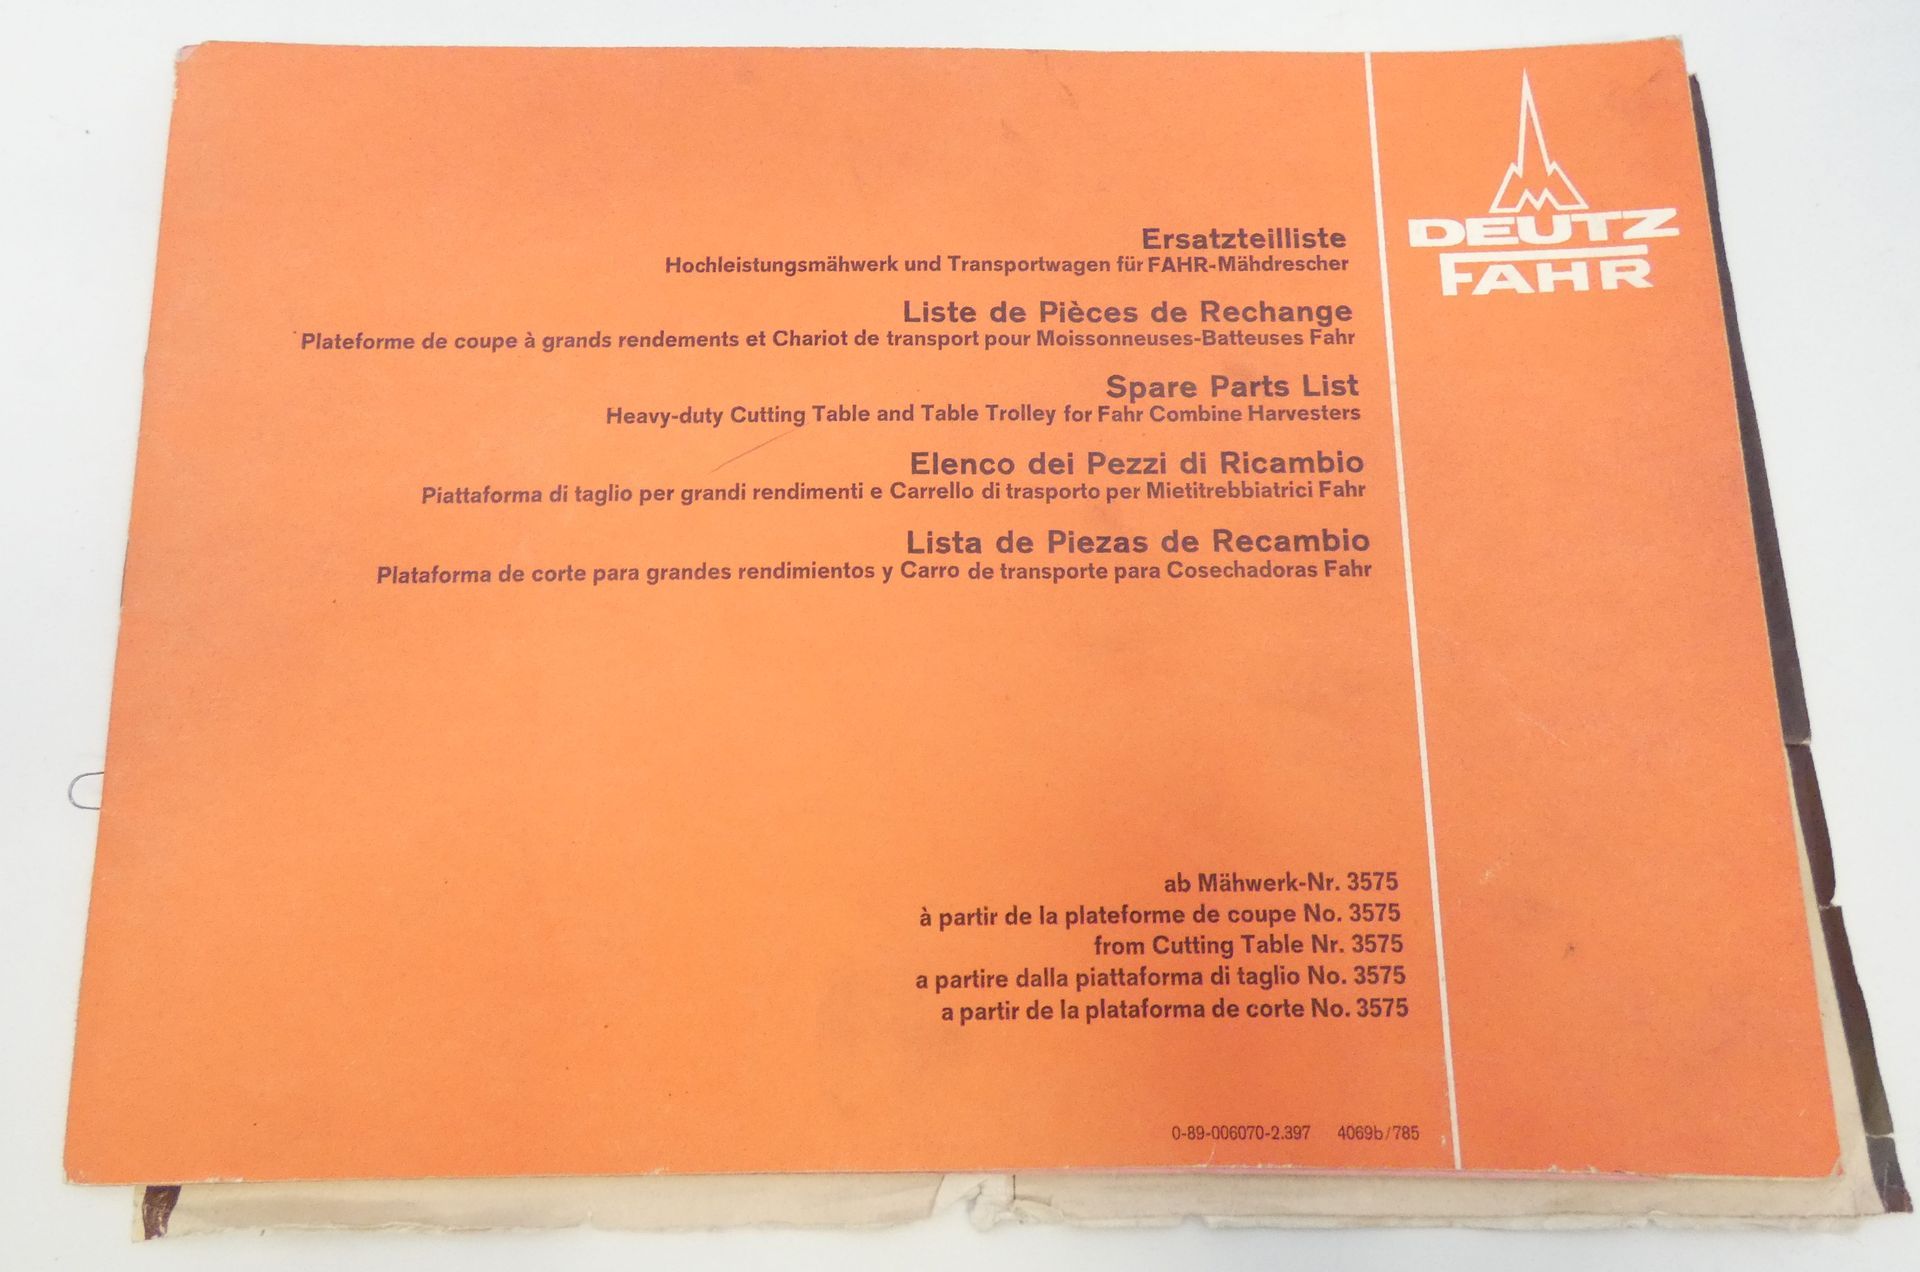 Ersatzteilliste
Hochleistungsmähwerk und Transportwagen für FAHR-Mähdrescher
Liste de Pièces de Rechange
Plateforme de coupe à grands rendements et Chariot de transport pour Moissonneuses-Batteuses Fahr
Spare Parts List
Heavy-duty Cutting Table and Table Trolley for Fahr Combine Harvesters
Elenco dei Pezzi di Ricambio
Piattaforma di taglio per grandi rendimenti e Carrello di trasporto per Mietitrebbiatrici Fahr
Lista de Piezas de Recambio
Plataforma de corte para grandes rendimientos y Carro de transporte para Cosechadoras Fahr
ab Mähwerk-Nr. 3575
à partir de la plateforme de coupe No. 3575
from Cutting Table Nr. 3575
a partire dalla piattaforma di taglio No. 3575
a partir de la plataforma de corte No. 3575
0-89-006070-2.397 4069b/785
DEUTZ
FAHR